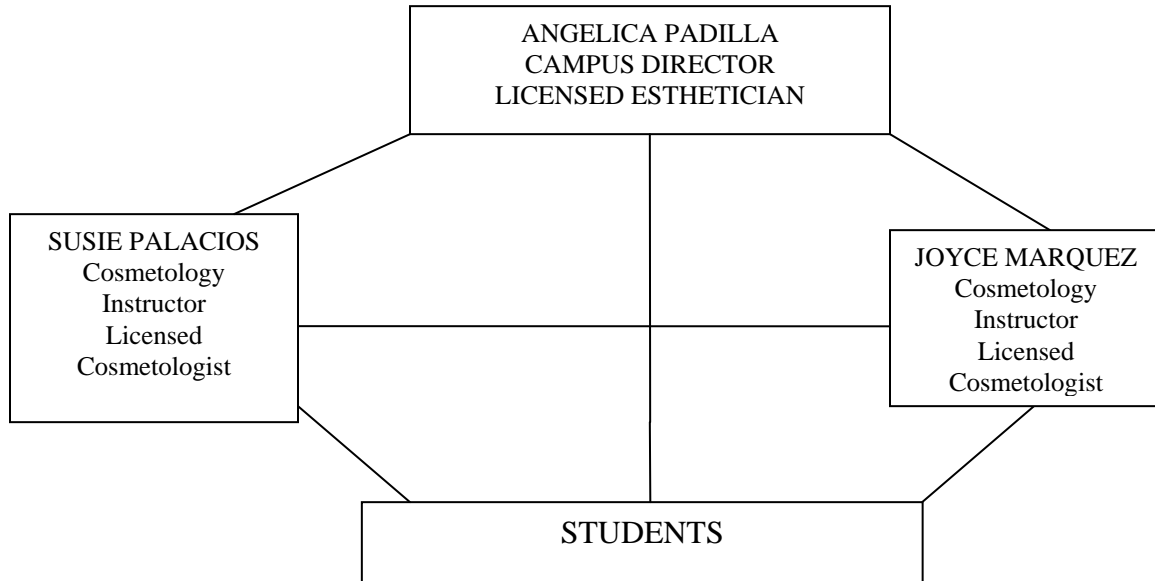 ANGELICA PADILLA
CAMPUS DIRECTOR
LICENSED ESTHETICIAN
SUSIE PALACIOS
Cosmetology
Instructor
Licensed
Cosmetologist
JOYCE MARQUEZ
Cosmetology
Instructor
Licensed
Cosmetologist
STUDENTS